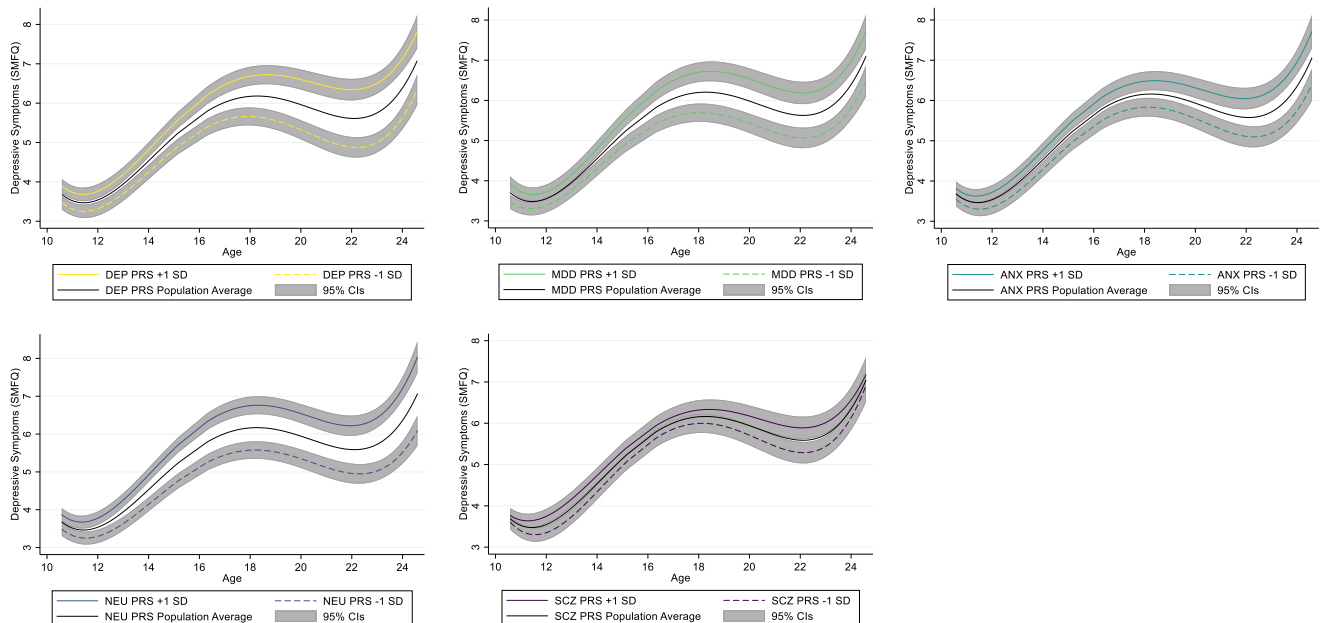 Depressive Symptoms (SMFQ)
8
7
6
5
4
3
10 12 14 16 18 20 22 24
Age
DEP PRS +1 SD DEP PRS -1 SD
DEP PRS Population Average 95% CIs
Depressive Symptoms (SMFQ)
8
7
6
5
4
3
10 12 14 16 18 20 22 24
Age
MDD PRS +1 SD MDD PRS -1 SD
MDD PRS Population Average 95% CIs
Depressive Symptoms (SMFQ)
8
7
6
5
4
3
10 12 14 16 18 20 22 24
Age
ANX PRS +1 SD ANX PRS -1 SD
ANX PRS Population Average 95% CIs
Depressive Symptoms (SMFQ)
8
7
6
5
4
3
10 12 14 16 18 20 22 24
Age
NEU PRS +1 SD NEU PRS -1 SD
NEU PRS Population Average 95% CIs
Depressive Symptoms (SMFQ)
8
7
6
5
4
3
10 12 14 16 18 20 22 24
Age
SCZ PRS +1 SD SCZ PRS -1 SD
SCZ PRS Population Average 95% CIs